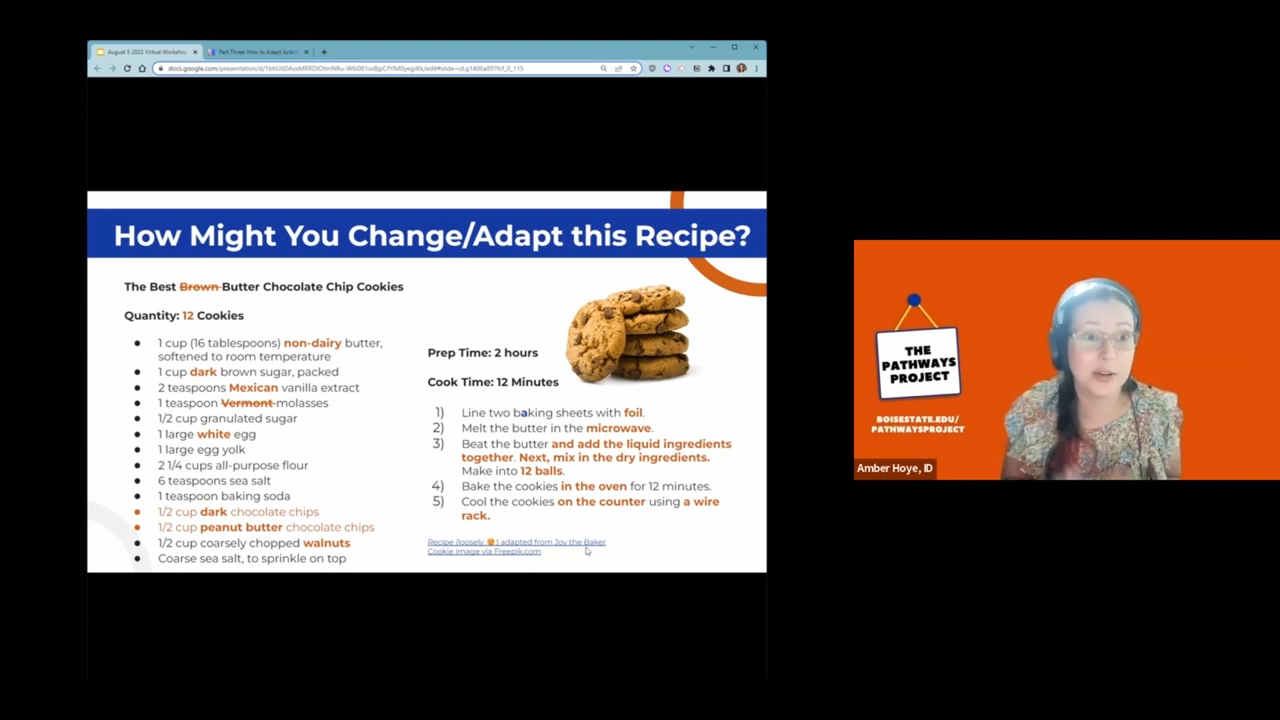 August 5 2022 Virtual Workshop
Part Three: How to Adapt Activiti
How Might You Change/Adapt this Recipe?
The Best Brown Butter Chocolate Chip Cookies
Quantity: 12 Cookies
1 cup (16 tablespoons) non-dairy butter,
softened to room temperature
1 cup dark brown sugar, packed
2 teaspoons Mexican vanilla extract
1 teaspoon Vermont molasses
1/2 cup granulated sugar
1 large white egg
1 large egg yolk
2 1/4 cups all-purpose flour
6 teaspoons sea salt
1 teaspoon baking soda
1/2 cup dark chocolate chips
1/2 cup peanut butter chocolate chips
1/2 cup coarsely chopped walnuts
Coarse sea salt, to sprinkle on top
Prep Time: 2 hours
Cook Time: 12 Minutes
1) Line two baking sheets with foil.
2) Melt the butter in the microwave.
3) Beat the butter and add the liquid ingredients
together. Next, mix in the dry ingredients.
Make into 12 balls.
4) Bake the cookies in the oven for 12 minutes.
5) Cool the cookies on the counter using a wire
rack.
Recipe (loosely 😉) adapted from Joy the Baker
Cookie image via Freepik.com
THE
PATHWAYS
PROJECT
BOISESTATE.EDU/
PATHWAYSPROJECT
Amber Hoye, ID